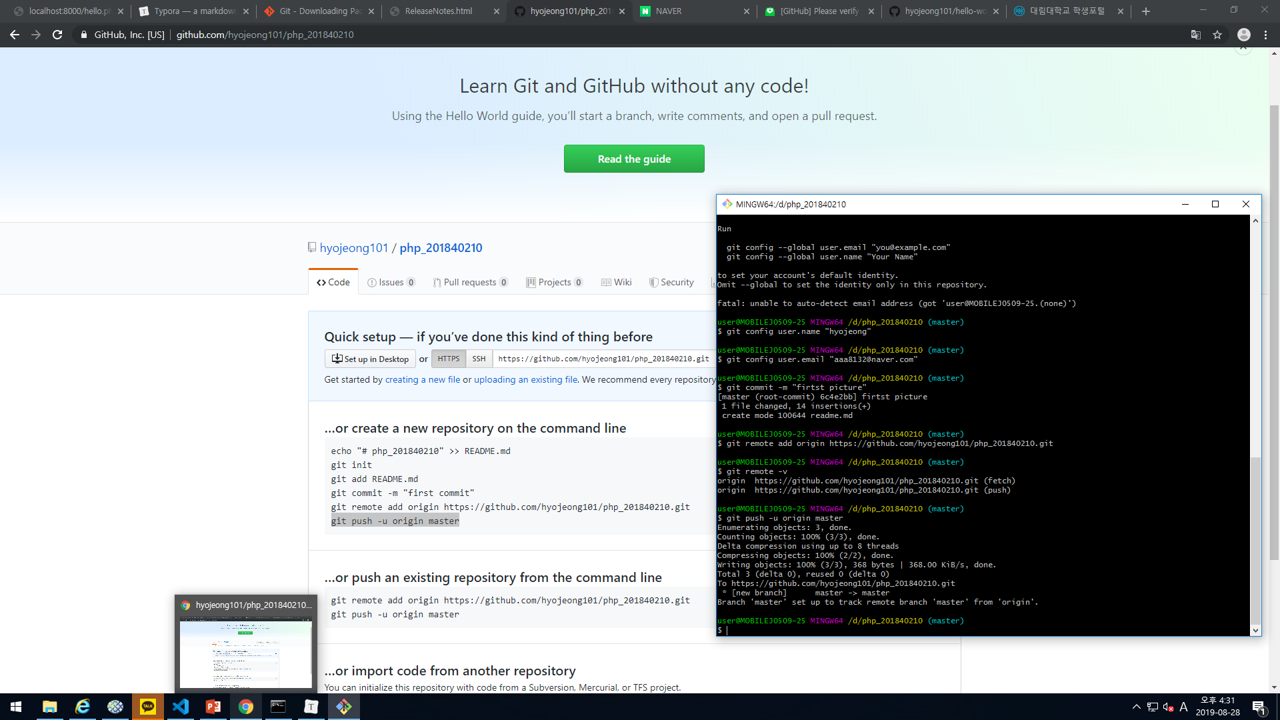 localhost:8000/hello.p
Typora — a markdown
Git - Downloading Pac
ReleaseNotes.html
hyojeong101/php_2018
NAVER
[GitHub] Please verify
hyojeong101/hello-wo
대림대학교 학생포털
GitHub, Inc. [US] | github.com/hyojeong101/php_201840210
Learn Git and GitHub without any code!
Using the Hello World guide, you'll start a branch, write comments, and open a pull request.
Read the guide
hyojeong101 / php_201840210
Code
Issues 0
Pull requests 0
Projects 0
Wiki
Security
Quick setup — if you've done this kind of thing before
Set up in Desktop or HTTPS SSH https://github.com/hyojeong101/php_201840210.git
Get started by creating a new file or uploading an existing file. We recommend every repository
...or create a new repository on the command line
echo "# php_201840210" >> README.md
git init
git add README.md
git commit -m "first commit"
git remote add origin https://github.com/hyojeong101/php_201840210.git
git push -u origin master
...or push an existing repository from the command line
git remote add origin https://github.com/hyojeong101/php_201840210.git
git push -u origin master
...or import code from another repository
You can initialize this repository with code from a Subversion, Mercurial, or TFS project.
MINGW64:/d/php_201840210
Run
git config --global user.email "you@example.com"
git config --global user.name "Your Name"
to set your account's default identity.
Omit --global to set the identity only in this repository.
fatal: unable to auto-detect email address (got 'user@MOBILEJ0509-25.(none)')
user@MOBILEJ0509-25 MINGW64 /d/php_201840210 (master)
$ git config user.name "hyojeong"
user@MOBILEJ0509-25 MINGW64 /d/php_201840210 (master)
$ git config user.email "aaa8132@naver.com"
user@MOBILEJ0509-25 MINGW64 /d/php_201840210 (master)
$ git commit -m "firtst picture"
[master (root-commit) 6c4e2bb] firtst picture
1 file changed, 14 insertions(+)
create mode 100644 readme.md
user@MOBILEJ0509-25 MINGW64 /d/php_201840210 (master)
$ git remote add origin https://github.com/hyojeong101/php_201840210.git
user@MOBILEJ0509-25 MINGW64 /d/php_201840210 (master)
$ git remote -v
origin https://github.com/hyojeong101/php_201840210.git (fetch)
origin https://github.com/hyojeong101/php_201840210.git (push)
user@MOBILEJ0509-25 MINGW64 /d/php_201840210 (master)
$ git push -u origin master
Enumerating objects: 3, done.
Counting objects: 100% (3/3), done.
Delta compression using up to 8 threads
Compressing objects: 100% (2/2), done.
Writing objects: 100% (3/3), 368 bytes | 368.00 KiB/s, done.
Total 3 (delta 0), reused 0 (delta 0)
To https://github.com/hyojeong101/php_201840210.git
* [new branch] master -> master
Branch 'master' set up to track remote branch 'master' from 'origin'.
user@MOBILEJ0509-25 MINGW64 /d/php_201840210 (master)
$
hyojeong101/php_201840210...
TALK
A
오후 4:31
2019-08-28
1